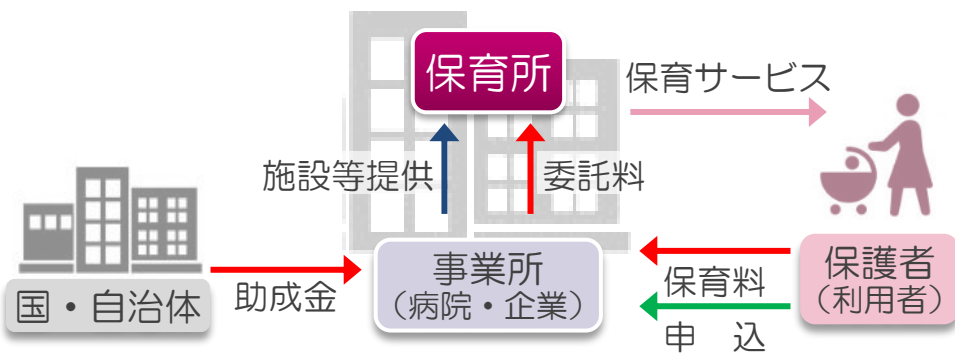 保育所
保育サービス
施設等提供
委託料
国・自治体
助成金
事業所
（病院・企業）
保育料
申　込
保護者
（利用者）